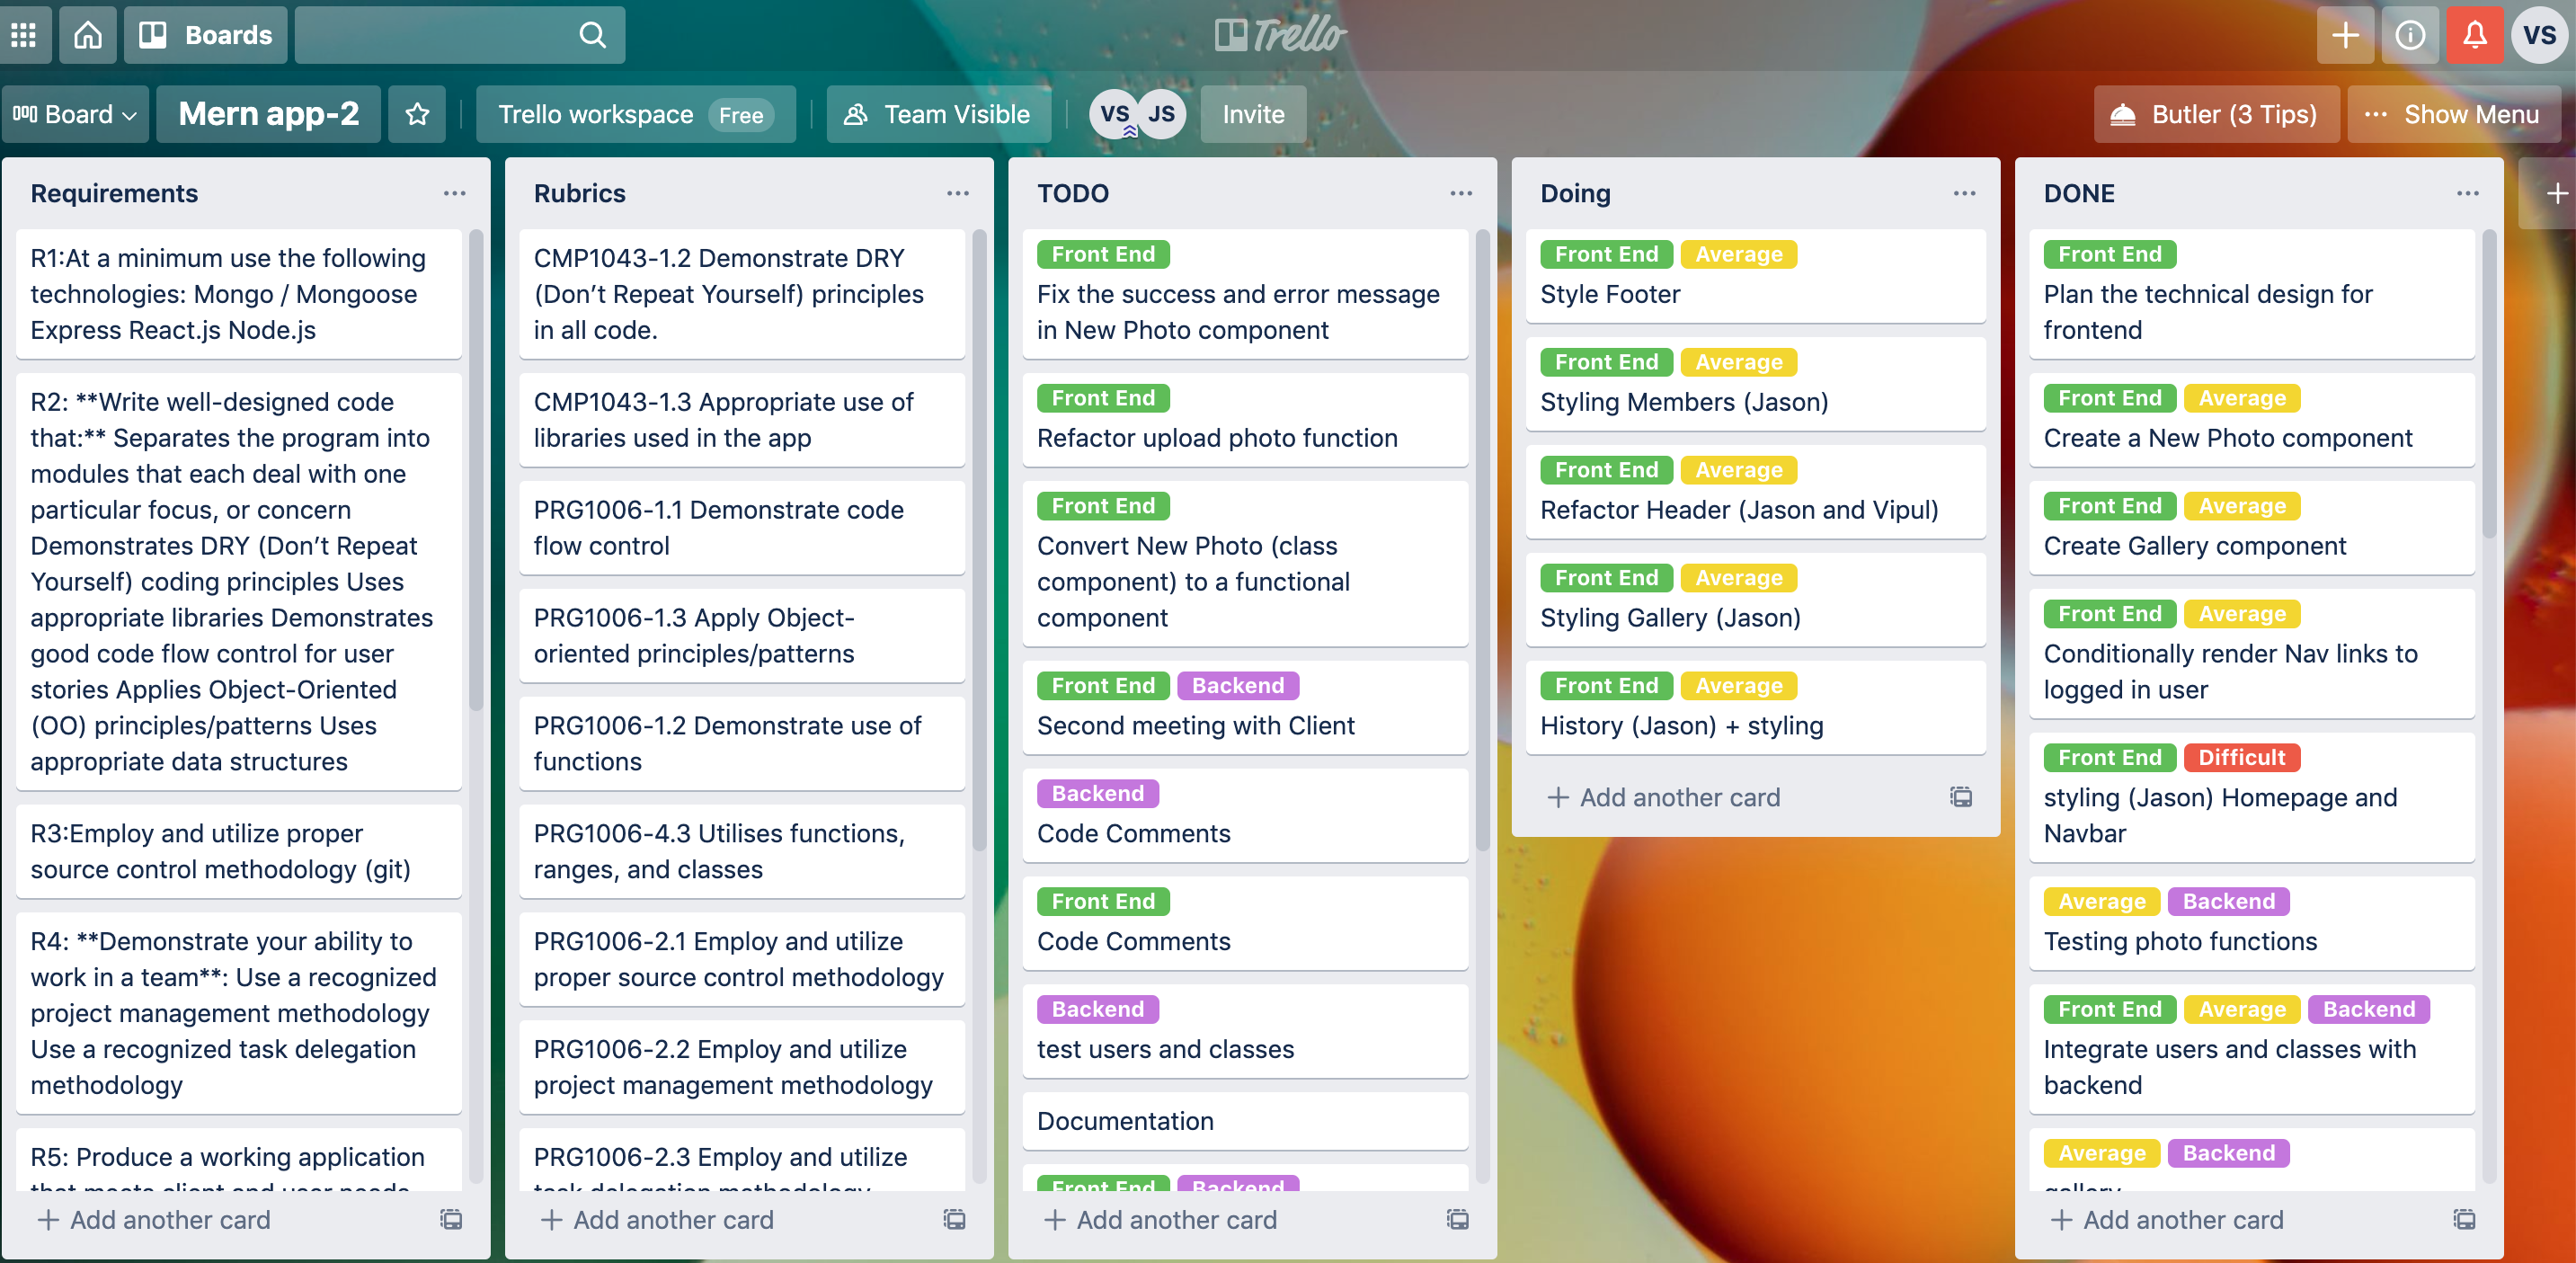 Boards
Trello
VS
Board
Mern app-2
Trello workspace Free
Team Visible
VS JS
Invite
Butler (3 Tips)
... Show Menu
Requirements
R1:At a minimum use the following
technologies: Mongo / Mongoose
Express React.js Node.js
R2: **Write well-designed code
that:** Separates the program into
modules that each deal with one
particular focus, or concern
Demonstrates DRY (Don’t Repeat
Yourself) coding principles Uses
appropriate libraries Demonstrates
good code flow control for user
stories Applies Object-Oriented
(OO) principles/patterns Uses
appropriate data structures
R3:Employ and utilize proper
source control methodology (git)
R4: **Demonstrate your ability to
work in a team**: Use a recognized
project management methodology
Use a recognized task delegation
methodology
R5: Produce a working application
that meets client and user needs
+ Add another card
Rubrics
CMP1043-1.2 Demonstrate DRY
(Don’t Repeat Yourself) principles
in all code.
CMP1043-1.3 Appropriate use of
libraries used in the app
PRG1006-1.1 Demonstrate code
flow control
PRG1006-1.3 Apply Object-
oriented principles/patterns
PRG1006-1.2 Demonstrate use of
functions
PRG1006-4.3 Utilises functions,
ranges, and classes
PRG1006-2.1 Employ and utilize
proper source control methodology
PRG1006-2.2 Employ and utilize
project management methodology
PRG1006-2.3 Employ and utilize
task delegation methodology
+ Add another card
TODO
Front End
Fix the success and error message
in New Photo component
Front End
Refactor upload photo function
Front End
Convert New Photo (class
component) to a functional
component
Front End Backend
Second meeting with Client
Backend
Code Comments
Front End
Code Comments
Backend
test users and classes
Documentation
Front End Backend
+ Add another card
Doing
Front End Average
Style Footer
Front End Average
Styling Members (Jason)
Front End Average
Refactor Header (Jason and Vipul)
Front End Average
Styling Gallery (Jason)
Front End Average
History (Jason) + styling
+ Add another card
DONE
Front End
Plan the technical design for
frontend
Front End Average
Create a New Photo component
Front End Average
Create Gallery component
Front End Average
Conditionally render Nav links to
logged in user
Front End Difficult
styling (Jason) Homepage and
Navbar
Average Backend
Testing photo functions
Front End Average Backend
Integrate users and classes with
backend
Average Backend
gallery
+ Add another card